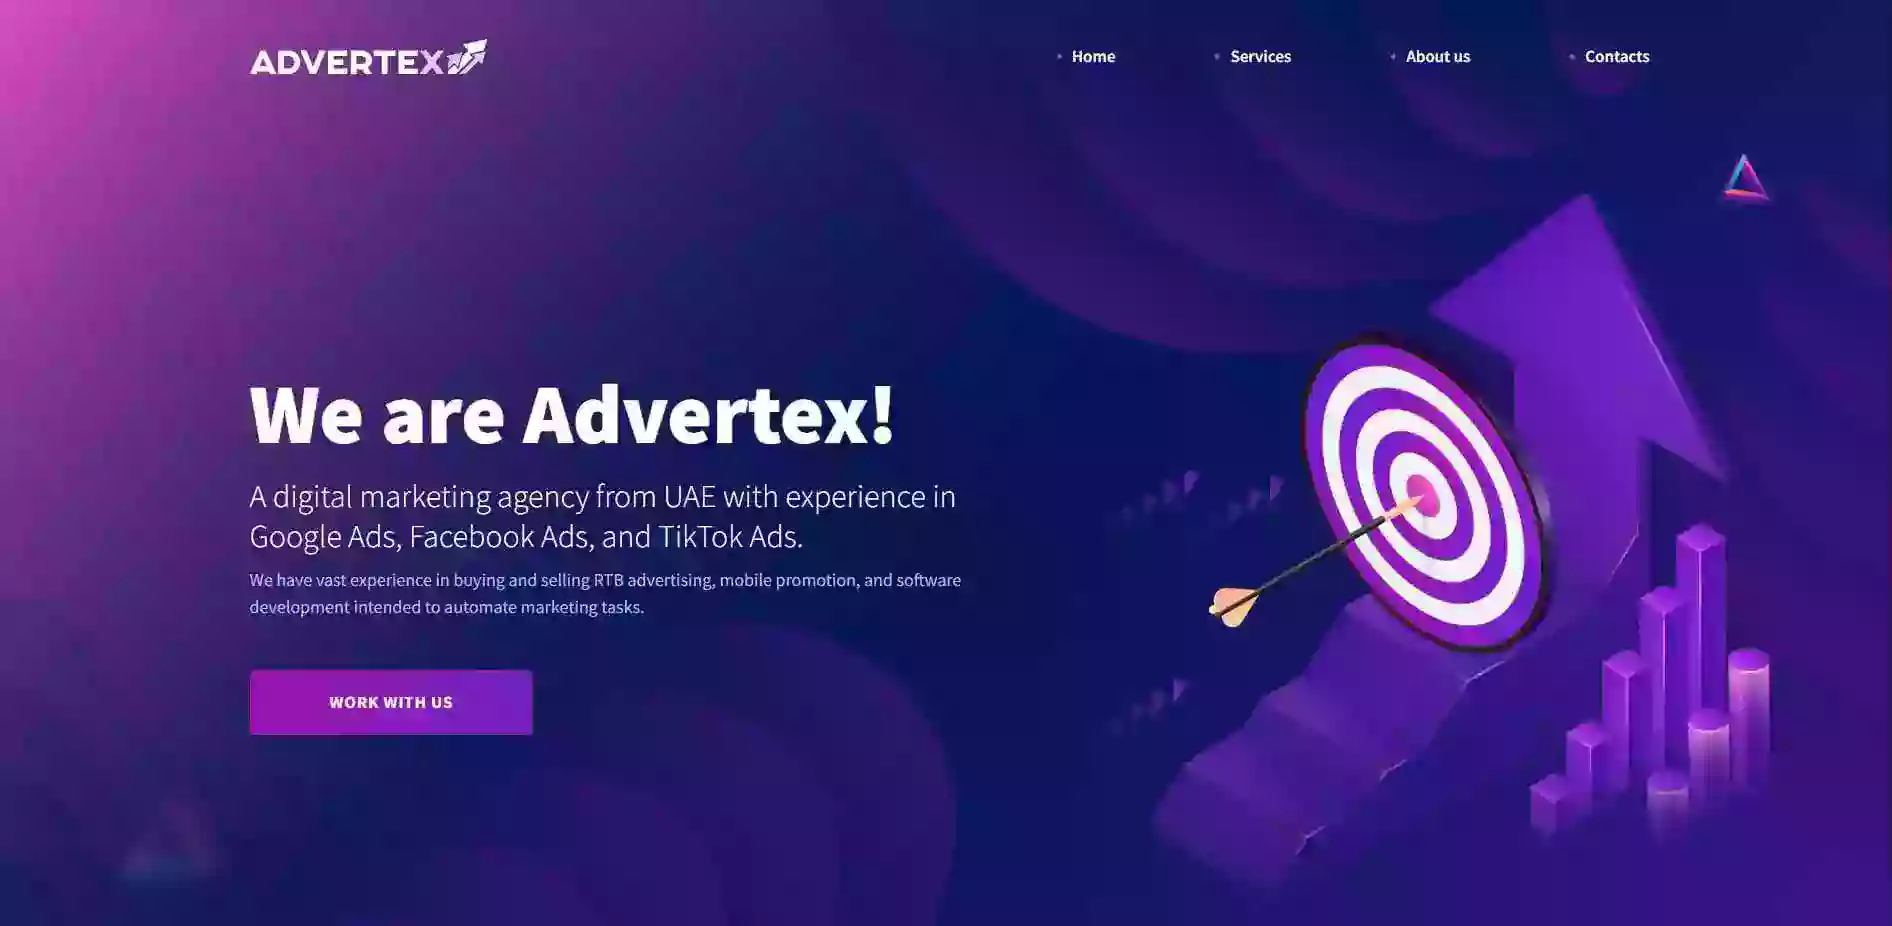 ADVERTEX
Home
Services
About us
Contacts
We are Advertex!
A digital marketing agency from UAE with experience in
Google Ads, Facebook Ads, and TikTok Ads.
We have vast experience in buying and selling RTB advertising, mobile promotion, and software
development intended to automate marketing tasks.
WORK WITH US